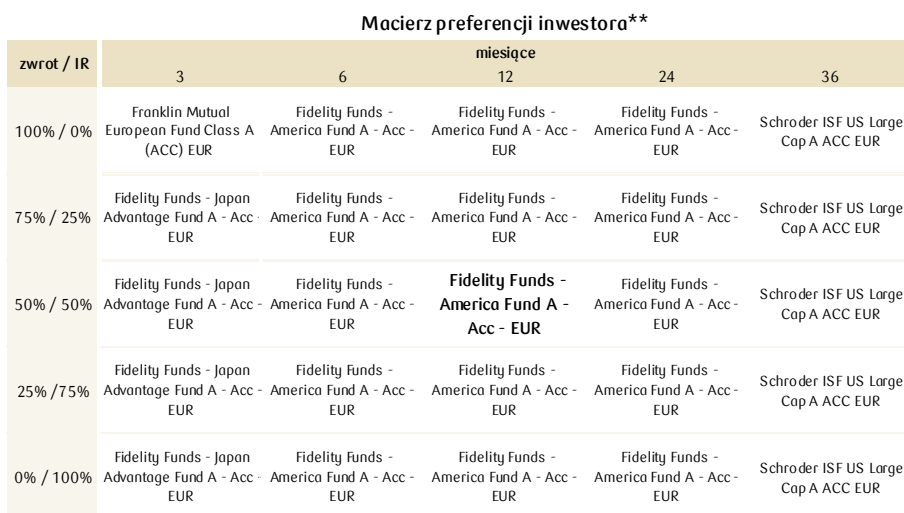 Macierz preferencji inwestora**
zwrot / IR
miesiące
3 6 12 24 36
100% / 0%
Franklin Mutual
European Fund Class A
(ACC) EUR
Fidelity Funds -
America Fund A - Acc -
EUR
Fidelity Funds -
America Fund A - Acc -
EUR
Fidelity Funds -
America Fund A - Acc -
EUR
Schroder ISF US Large
Cap A ACC EUR
75% / 25%
Fidelity Funds - Japan
Advantage Fund A - Acc -
EUR
Fidelity Funds -
America Fund A - Acc -
EUR
Fidelity Funds -
America Fund A - Acc -
EUR
Fidelity Funds -
America Fund A - Acc -
EUR
Schroder ISF US Large
Cap A ACC EUR
50% / 50%
Fidelity Funds - Japan
Advantage Fund A - Acc -
EUR
Fidelity Funds -
America Fund A - Acc -
EUR
Fidelity Funds -
America Fund A -
Acc - EUR
Fidelity Funds -
America Fund A - Acc -
EUR
Schroder ISF US Large
Cap A ACC EUR
25% /75%
Fidelity Funds - Japan
Advantage Fund A - Acc -
EUR
Fidelity Funds -
America Fund A - Acc -
EUR
Fidelity Funds -
America Fund A - Acc -
EUR
Fidelity Funds -
America Fund A - Acc -
EUR
Schroder ISF US Large
Cap A ACC EUR
0% / 100%
Fidelity Funds - Japan
Advantage Fund A - Acc -
EUR
Fidelity Funds -
America Fund A - Acc -
EUR
Fidelity Funds -
America Fund A - Acc -
EUR
Fidelity Funds -
America Fund A - Acc -
EUR
Schroder ISF US Large
Cap A ACC EUR